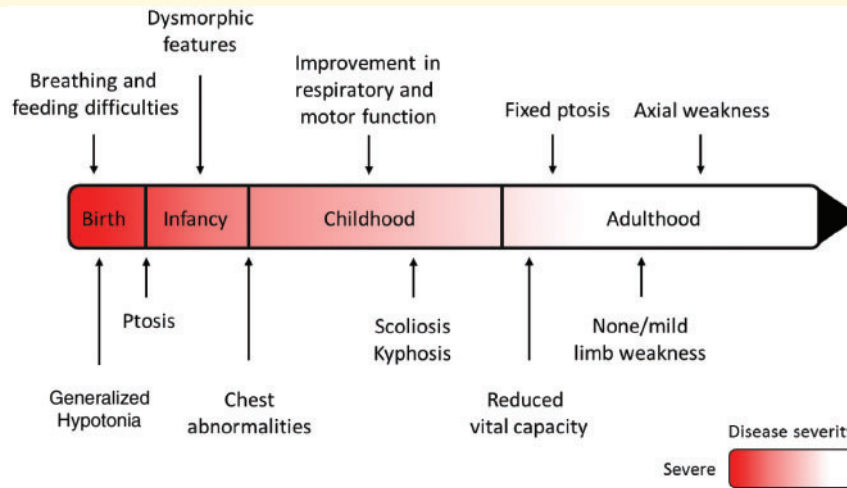 Dysmorphic
features
Breathing and
feeding difficulties
Improvement in
respiratory and
motor function
Fixed ptosis
Axial weakness
Birth
Infancy
Childhood
Adulthood
Ptosis
Scoliosis
Kyphosis
None/mild
limb weakness
Generalized
Hypotonia
Chest
abnormalities
Reduced
vital capacity
Disease severity
Severe